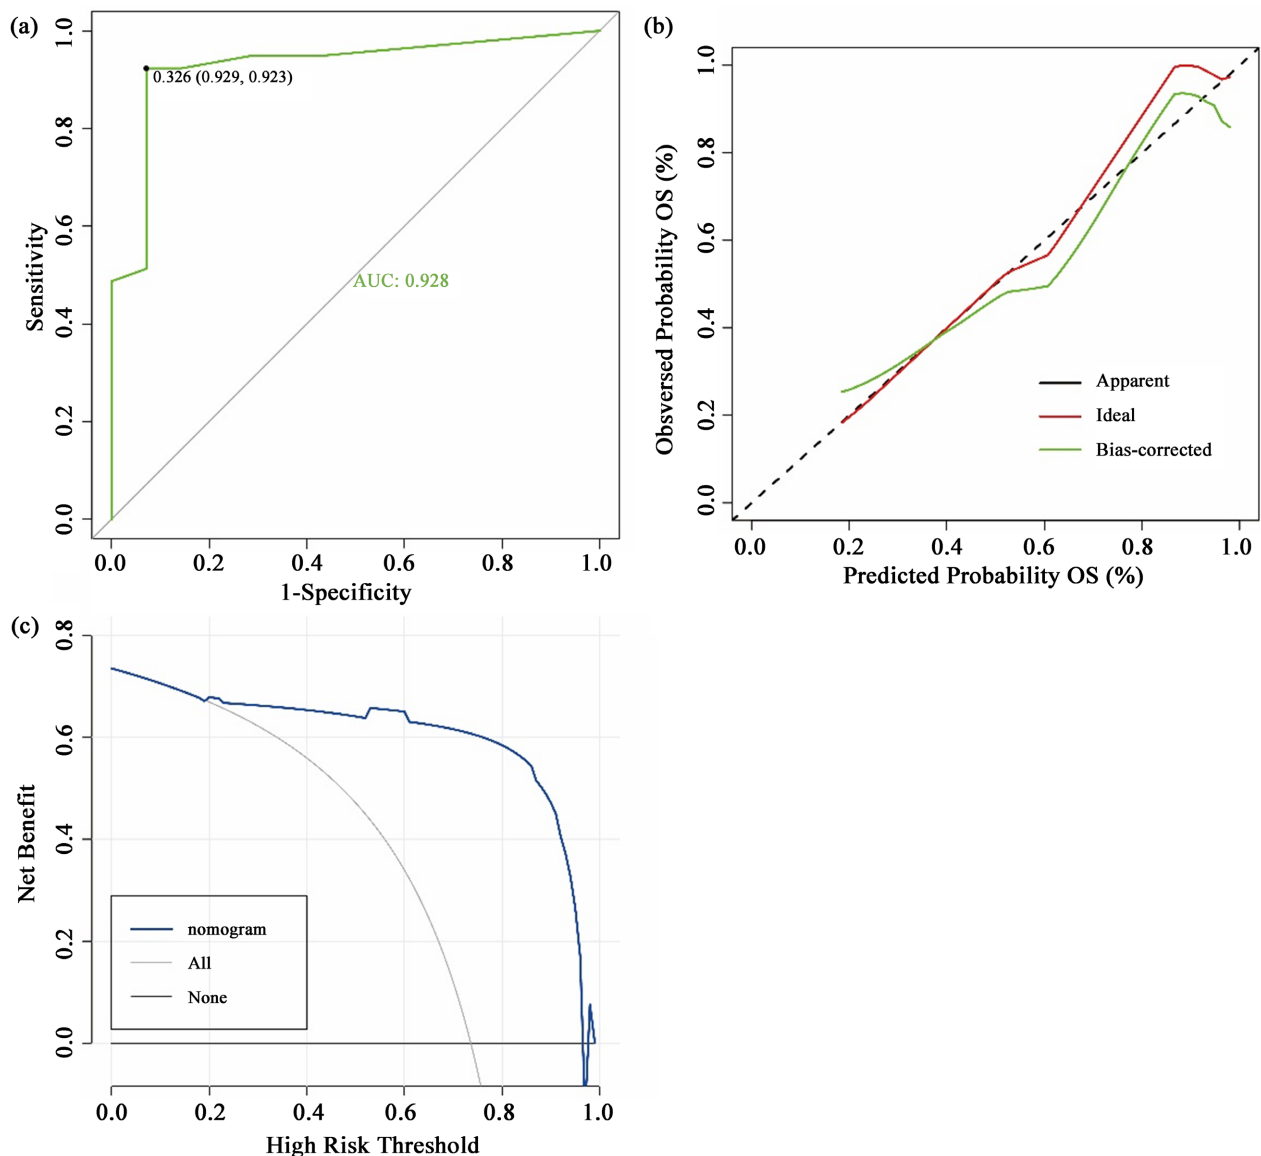 (a)
1.0
0.8
0.6
0.4
0.2
0.0
Sensitivity
0.326 (0.929, 0.923)
AUC: 0.928
0.0 0.2 0.4 0.6 0.8 1.0
1-Specificity
(b)
1.0
0.8
0.6
0.4
0.2
0.0
Obsversed Probability OS (%)
Apparent
Ideal
Bias-corrected
0.0 0.2 0.4 0.6 0.8 1.0
Predicted Probability OS (%)
(c)
0.8
0.6
0.4
0.2
0.0
Net Benefit
nomogram
All
None
0.0 0.2 0.4 0.6 0.8 1.0
High Risk Threshold